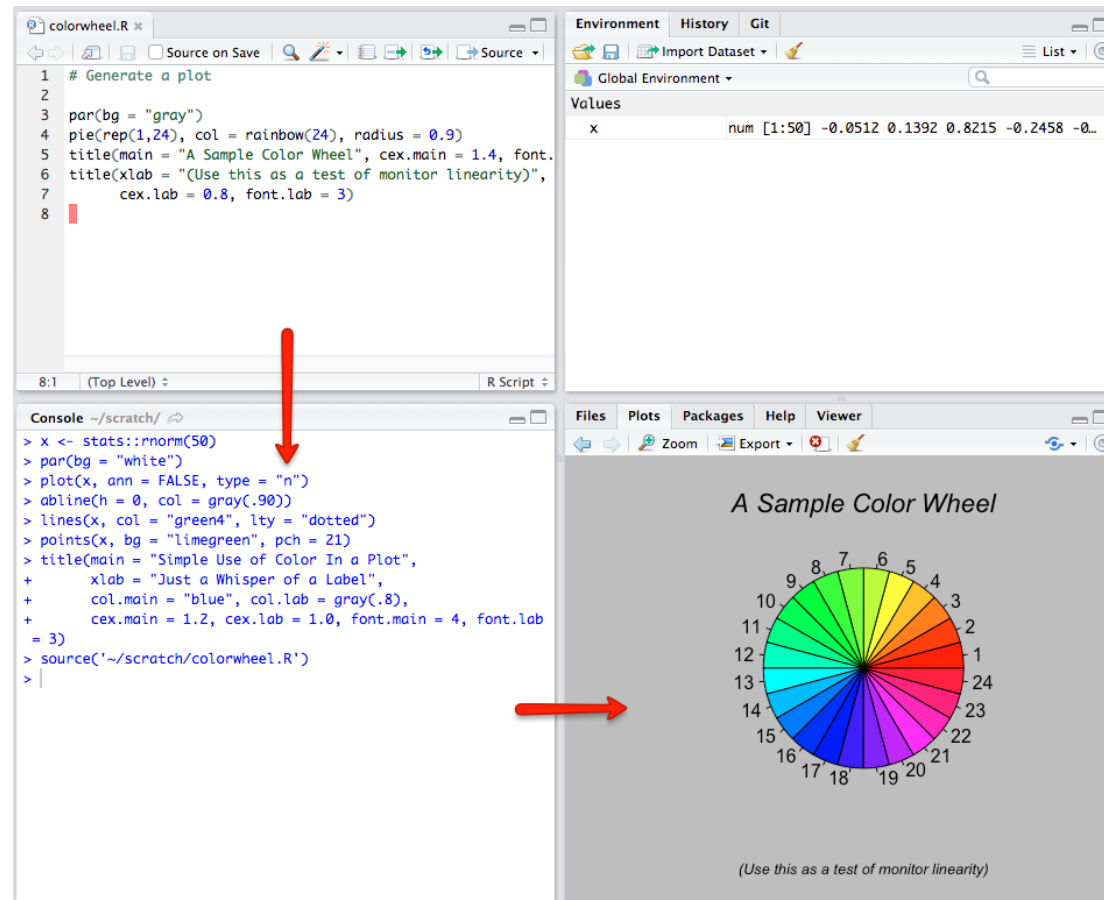 colorwheel.R
Source on Save
Source
1 # Generate a plot
2
3 par(bg = "gray")
4 pie(rep(1,24), col = rainbow(24), radius = 0.9)
5 title(main = "A Sample Color Wheel", cex.main = 1.4, font.
6 title(xlab = "(Use this as a test of monitor linearity)",
7 cex.lab = 0.8, font.lab = 3)
8
8:1 (Top Level) R Script
Environment History Git
Import Dataset List
Global Environment
Values
x num [1:50] -0.0512 0.1392 0.8215 -0.2458 -0…
Console ~/scratch/
> x <- stats::rnorm(50)
> par(bg = "white")
> plot(x, ann = FALSE, type = "n")
> abline(h = 0, col = gray(.90))
> lines(x, col = "green4", lty = "dotted")
> points(x, bg = "limegreen", pch = 21)
> title(main = "Simple Use of Color In a Plot",
+ xlab = "Just a Whisper of a Label",
+ col.main = "blue", col.lab = gray(.8),
+ cex.main = 1.2, cex.lab = 1.0, font.main = 4, font.lab
= 3)
> source('~/scratch/colorwheel.R')
>
Files Plots Packages Help Viewer
Zoom Export
A Sample Color Wheel
1
2
3
4
5
6
7
8
9
10
11
12
13
14
15
16
17
18
19
20
21
22
23
24
(Use this as a test of monitor linearity)